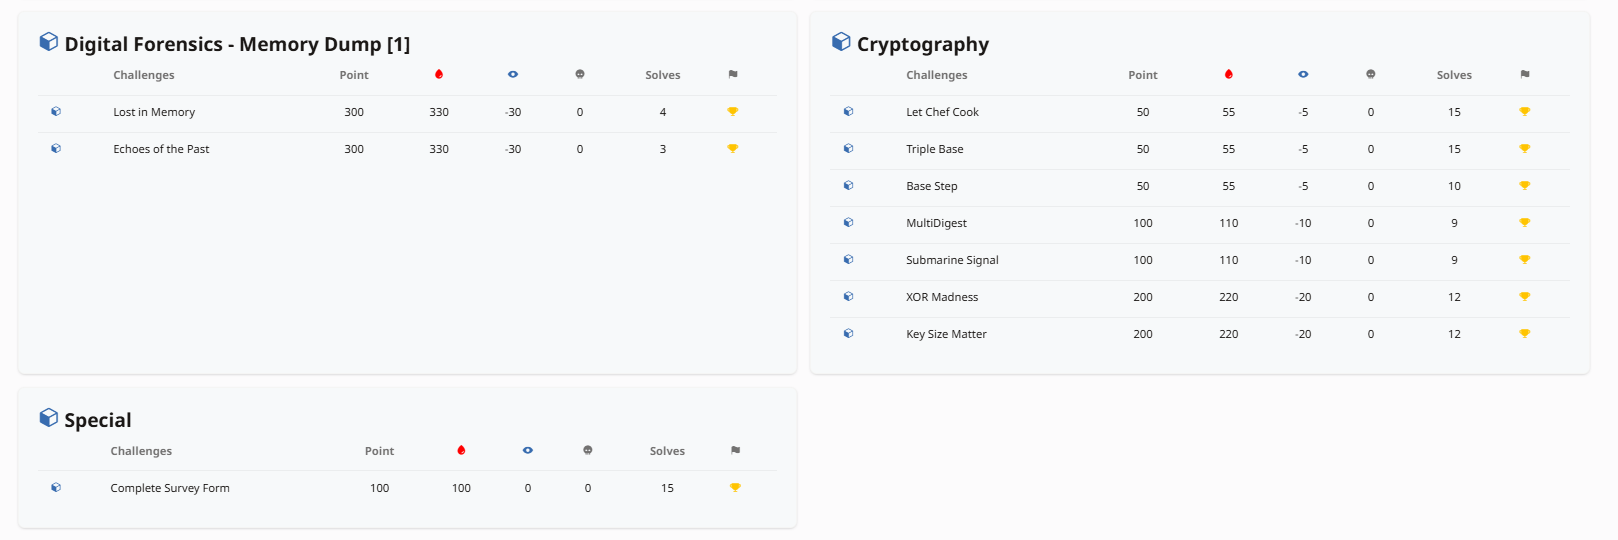 Digital Forensics - Memory Dump [1]
Challenges Point Solves
Lost in Memory 300 330 -30 0 4
Echoes of the Past 300 330 -30 0 3
Cryptography
Challenges Point Solves
Let Chef Cook 50 55 -5 0 15
Triple Base 50 55 -5 0 15
Base Step 50 55 -5 0 10
MultiDigest 100 110 -10 0 9
Submarine Signal 100 110 -10 0 9
XOR Madness 200 220 -20 0 12
Key Size Matter 200 220 -20 0 12
Special
Challenges Point Solves
Complete Survey Form 100 100 0 0 15